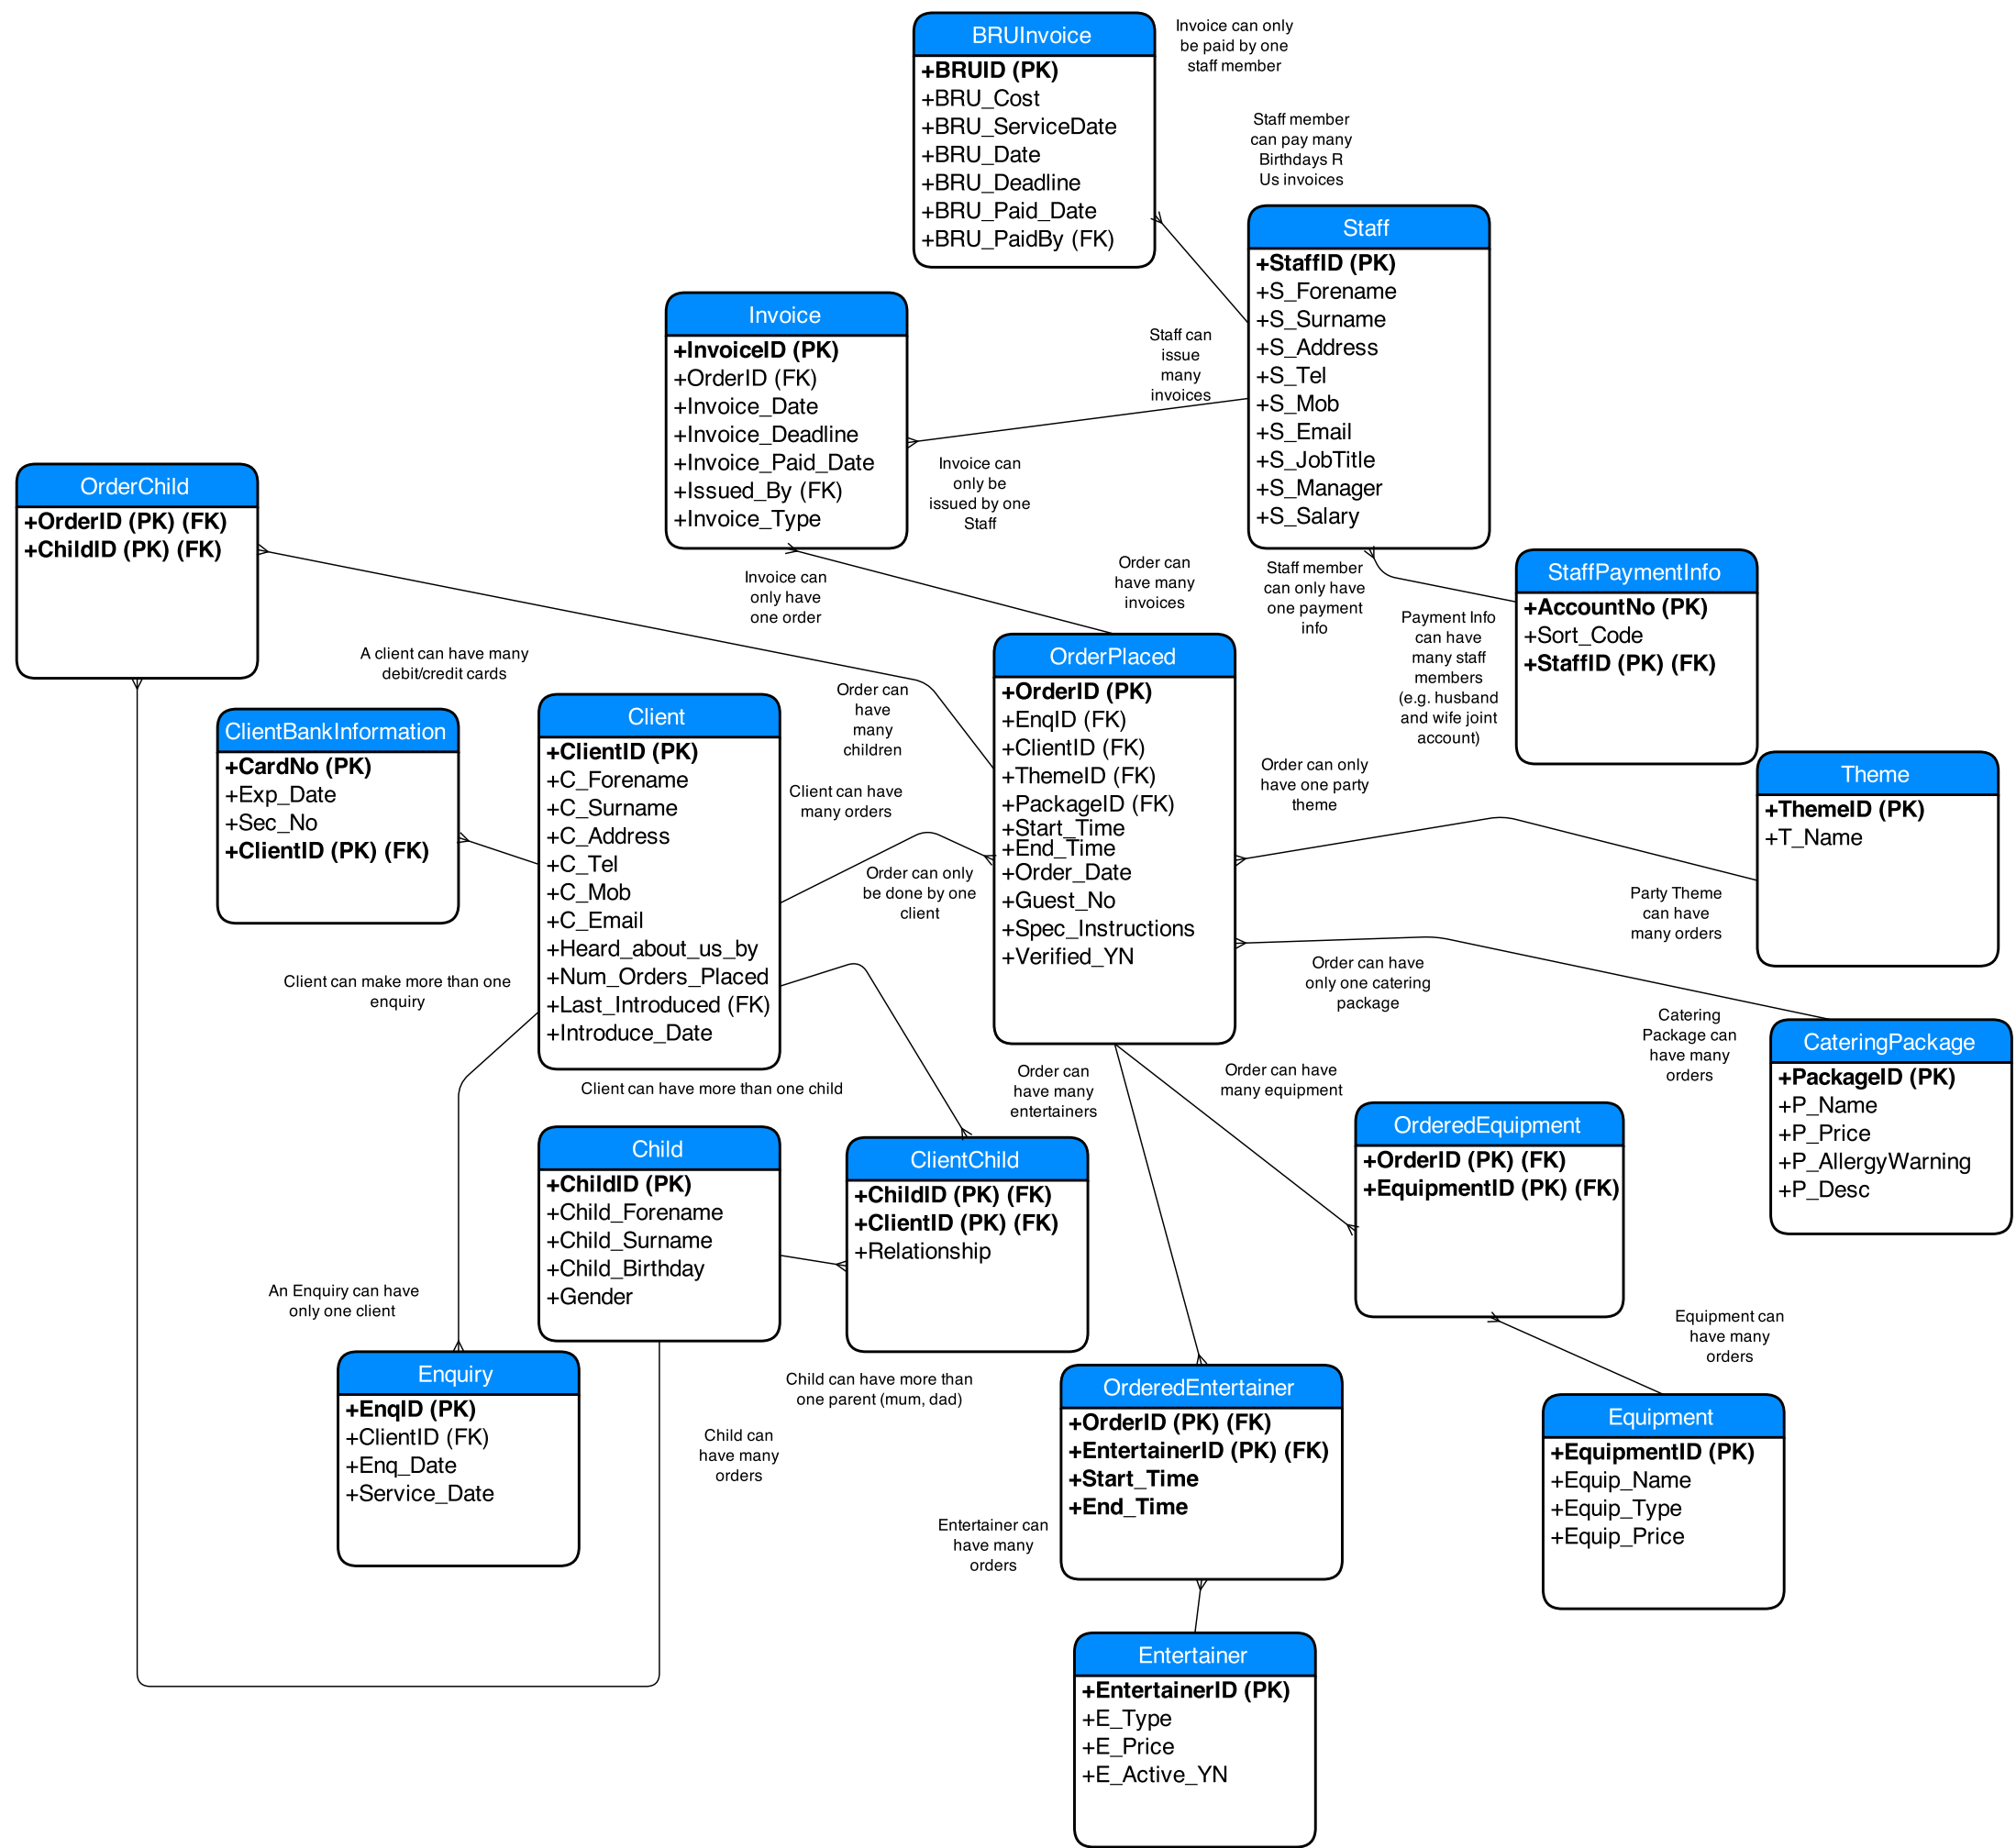 BRUInvoice
+BRUID (PK)
+BRU_Cost
+BRU_ServiceDate
+BRU_Date
+BRU_Deadline
+BRU_Paid_Date
+BRU_PaidBy (FK)
Invoice can only
be paid by one
staff member
Staff member
can pay many
Birthdays R
Us invoices
Staff
+StaffID (PK)
+S_Forename
+S_Surname
+S_Address
+S_Tel
+S_Mob
+S_Email
+S_JobTitle
+S_Manager
+S_Salary
Invoice
+InvoiceID (PK)
+OrderID (FK)
+Invoice_Date
+Invoice_Deadline
+Invoice_Paid_Date
+Issued_By (FK)
+Invoice_Type
Staff can
issue
many
invoices
Invoice can
only be
issued by one
Staff
OrderChild
+OrderID (PK) (FK)
+ChildID (PK) (FK)
Invoice can
only have
one order
Order can
have many
invoices
Staff member
can only have
one payment
info
Payment Info
can have
many staff
members
(e.g. husband
and wife joint
account)
StaffPaymentInfo
+AccountNo (PK)
+Sort_Code
+StaffID (PK) (FK)
A client can have many
debit/credit cards
ClientBankInformation
+CardNo (PK)
+Exp_Date
+Sec_No
+ClientID (PK) (FK)
Client
+ClientID (PK)
+C_Forename
+C_Surname
+C_Address
+C_Tel
+C_Mob
+C_Email
+Heard_about_us_by
+Num_Orders_Placed
+Last_Introduced (FK)
+Introduce_Date
Order can
have
many
children
Client can have
many orders
Order can only
be done by one
client
OrderPlaced
+OrderID (PK)
+EnqID (FK)
+ClientID (FK)
+ThemeID (FK)
+PackageID (FK)
+Start_Time
+End_Time
+Order_Date
+Guest_No
+Spec_Instructions
+Verified_YN
Order can only
have one party
theme
Theme
+ThemeID (PK)
+T_Name
Party Theme
can have
many orders
Order can have
only one catering
package
Catering
Package can
have many
orders
CateringPackage
+PackageID (PK)
+P_Name
+P_Price
+P_AllergyWarning
+P_Desc
Client can make more than one
enquiry
Client can have more than one child
Order can
have many
entertainers
Order can have
many equipment
OrderedEquipment
+OrderID (PK) (FK)
+EquipmentID (PK) (FK)
Child
+ChildID (PK)
+Child_Forename
+Child_Surname
+Child_Birthday
+Gender
ClientChild
+ChildID (PK) (FK)
+ClientID (PK) (FK)
+Relationship
An Enquiry can have
only one client
Enquiry
+EnqID (PK)
+ClientID (FK)
+Enq_Date
+Service_Date
Child can have more than
one parent (mum, dad)
Child can
have many
orders
OrderedEntertainer
+OrderID (PK) (FK)
+EntertainerID (PK) (FK)
+Start_Time
+End_Time
Equipment can
have many
orders
Equipment
+EquipmentID (PK)
+Equip_Name
+Equip_Type
+Equip_Price
Entertainer can
have many
orders
Entertainer
+EntertainerID (PK)
+E_Type
+E_Price
+E_Active_YN